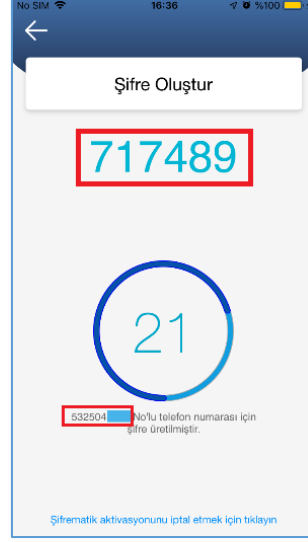 No SIM 16:36 %100
Şifre Oluştur
717489
21
532504 No'lu telefon numarası için
şifre üretilmiştir.
Şifrematik aktivasyonunu iptal etmek için tıklayın